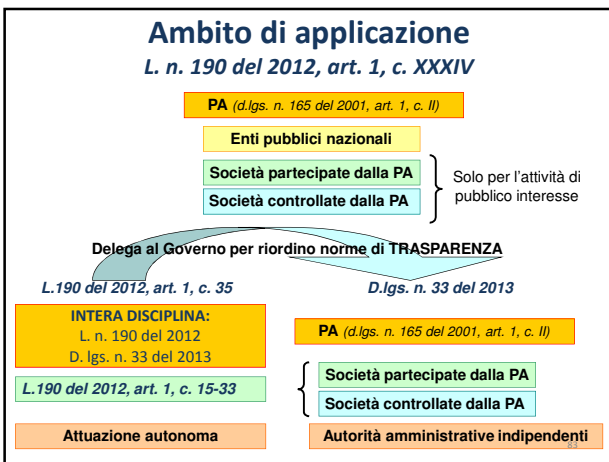 Ambito di applicazione
L. n. 190 del 2012, art. 1, c. XXXIV
PA (d.lgs. n. 165 del 2001, art. 1, c. II)
Enti pubblici nazionali
Società partecipate dalla PA
Società controllate dalla PA
Solo per l'attività di
pubblico interesse
Delega al Governo per riordino norme di TRASPARENZA
L.190 del 2012, art. 1, c. 35
D.lgs. n. 33 del 2013
INTERA DISCIPLINA:
L. n. 190 del 2012
D. lgs. n. 33 del 2013
L.190 del 2012, art. 1, c. 15-33
Attuazione autonoma
PA (d.lgs. n. 165 del 2001, art. 1, c. II)
Società partecipate dalla PA
Società controllate dalla PA
Autorità amministrative indipendenti
83